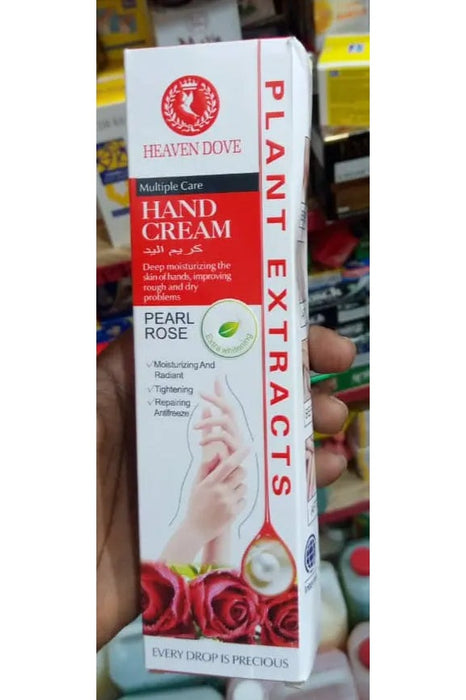 HEAVEN DOVE
Multiple Care
HAND
CREAM
كريم اليد
Deep moisturizing the
skin of hands, improving
rough and dry
problems
PEARL
ROSE
Extra whitening
Moisturizing And
Radiant
Tightening
Repairing
Antifreeze
PLANT EXTRACTS
EVERY DROP IS PRECIOUS